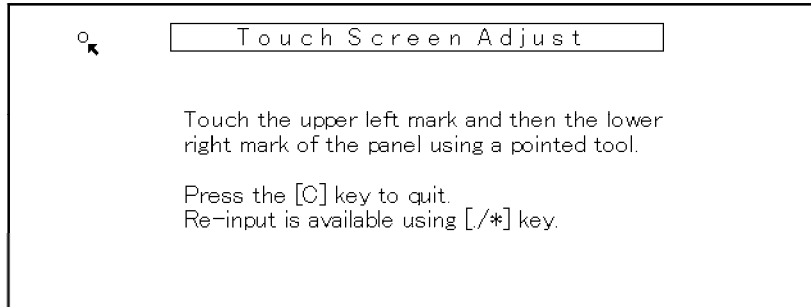 Touch Screen Adjust
Touch the upper left mark and then the lower
right mark of the panel using a pointed tool.
Press the [C] key to quit.
Re-input is available using [./*] key.